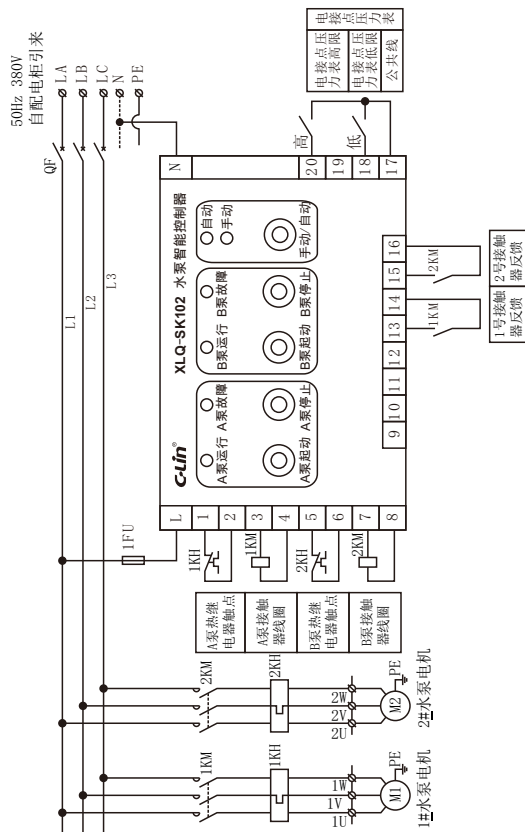 50Hz 380V
自配电柜引来
LA
LB
LC
N
PE
QF
L1
L2
L3
1FU
电接点压力表
电接点压
力表高限
电接点压
力表低限
公共线
高
低
N
20
19
18
17
XLQ-SK102 水泵智能控制器
自动
手动
手动/自动
B泵运行
B泵故障
B泵起动
B泵停止
C-Lin®
A泵运行
A泵故障
A泵起动
A泵停止
9
10
11
12
13
14
15
16
1KM
2KM
1号接触
器反馈
2号接触
器反馈
L
1
2
3
4
5
6
7
8
1KH
1KM
2KH
2KM
A泵热继
电器触点
A泵接触
器线圈
B泵热继
电器触点
B泵接触
器线圈
2KM
2KH
2U
2V
2W
M2
PE
2#水泵电机
1KM
1KH
1U
1V
1W
M1
PE
1#水泵电机